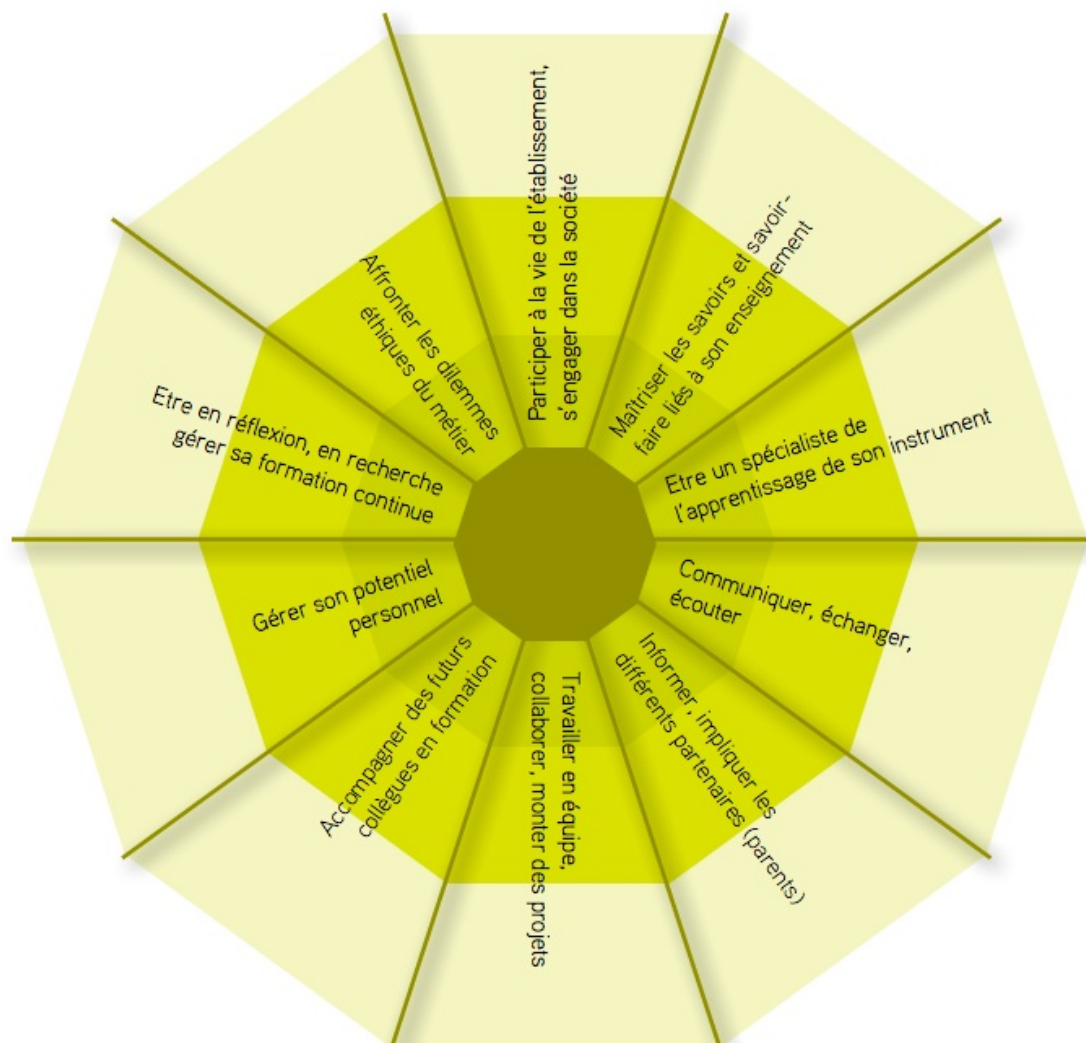 Participer à la vie de l'établissement,
s'engager dans la société
Maîtriser les savoirs et savoir-
faire liés à son enseignement
Etre un spécialiste de
l'apprentissage de son instrument
Communiquer, échanger,
écouter
Informer, impliquer les
différents partenaires (parents)
Travailler en équipe,
collaborer, monter des projets
Accompagner des futurs
collègues en formation
Gérer son potentiel
personnel
Etre en réflexion, en recherche
gérer sa formation continue
Affronter les dilemmes
éthiques du métier